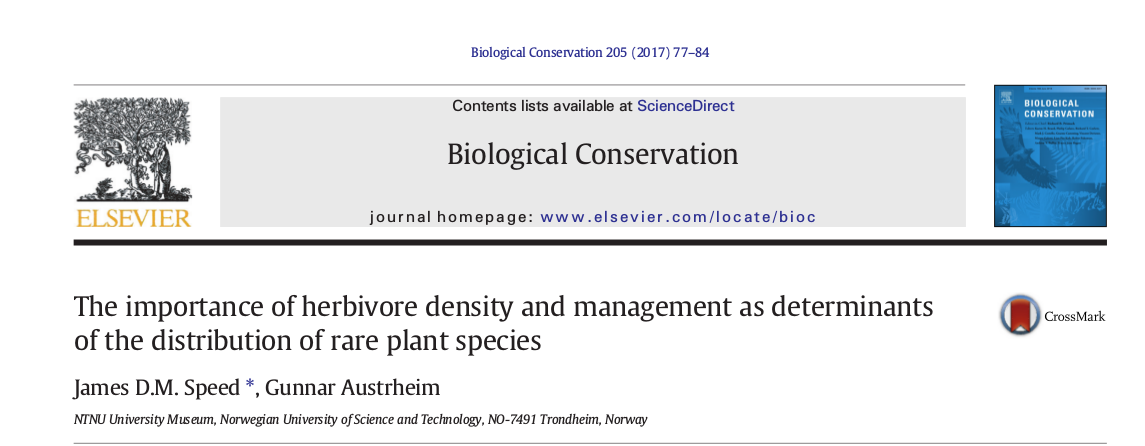 Biological Conservation 205 (2017) 77–84
Contents lists available at ScienceDirect
Biological Conservation
journal homepage: www.elsevier.com/locate/bioc
ELSEVIER
BIOLOGICAL
CONSERVATION
The importance of herbivore density and management as determinants
of the distribution of rare plant species
CrossMark
James D.M. Speed *, Gunnar Austrheim
NTNU University Museum, Norwegian University of Science and Technology, NO-7491 Trondheim, Norway